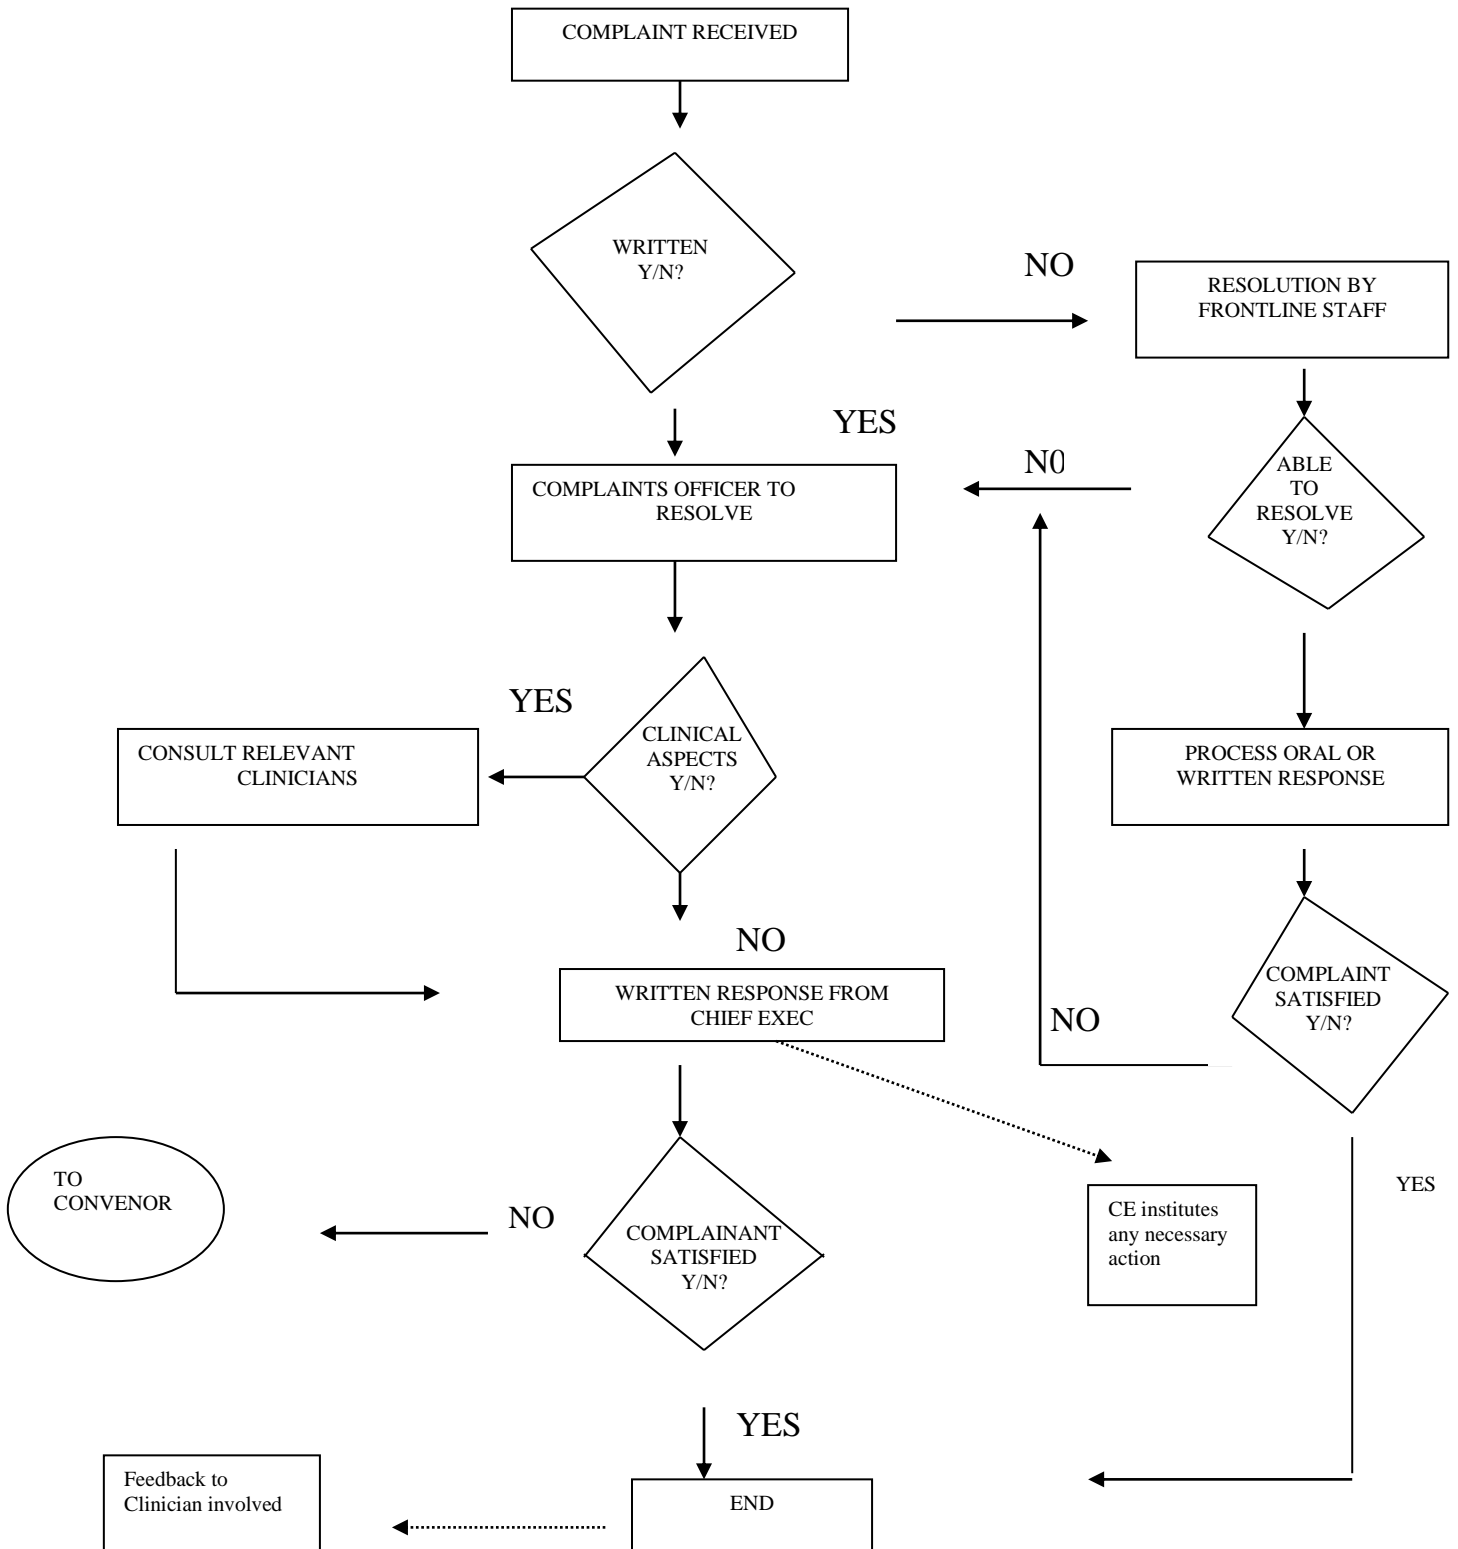 COMPLAINT RECEIVED
WRITTEN
Y/N?
NO
RESOLUTION BY
FRONTLINE STAFF
YES
COMPLAINTS OFFICER TO
RESOLVE
N0
ABLE
TO
RESOLVE
Y/N?
YES
CLINICAL
ASPECTS
Y/N?
CONSULT RELEVANT
CLINICIANS
PROCESS ORAL OR
WRITTEN RESPONSE
NO
WRITTEN RESPONSE FROM
CHIEF EXEC
COMPLAINT
SATISFIED
Y/N?
NO
TO
CONVENOR
NO
COMPLAINANT
SATISFIED
Y/N?
CE institutes
any necessary
action
YES
YES
Feedback to
Clinician involved
END